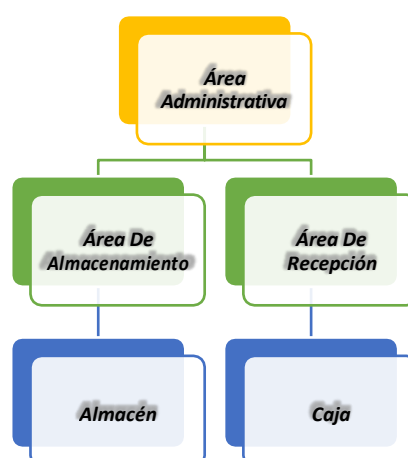 Área
Administrativa
Área De
Almacenamiento
Área De
Recepción
Almacén
Caja